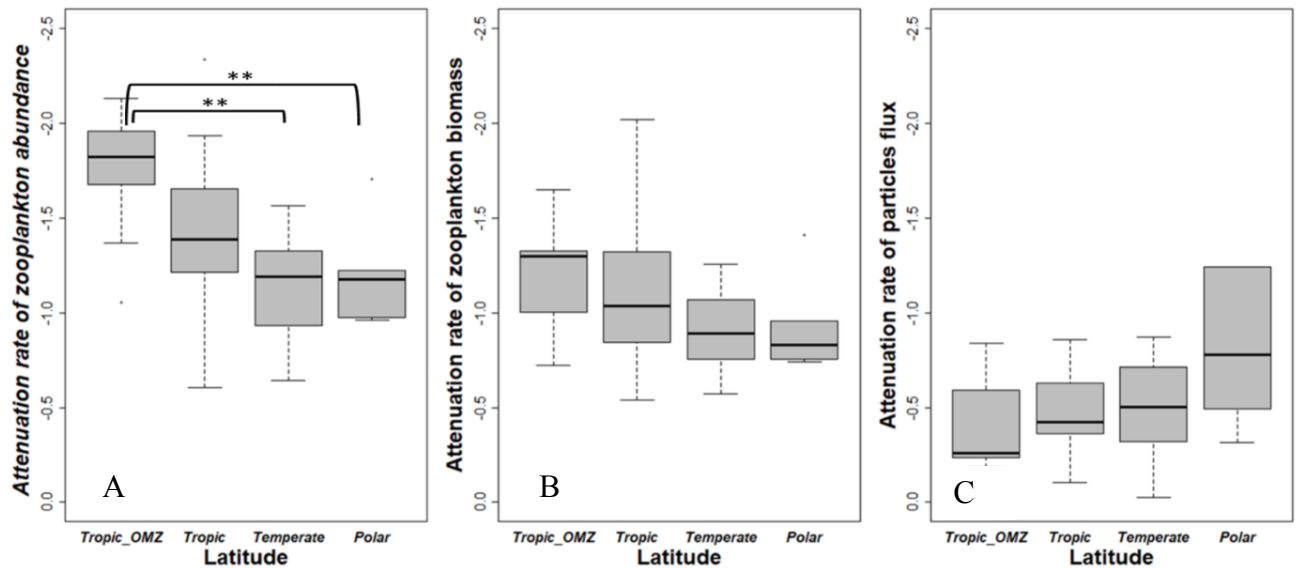 Attenuation rate of zooplankton abundance
-2.5
-2.0
-1.5
-1.0
-0.5
0.0
**
**
A
Tropic_OMZ Tropic Temperate Polar
Latitude
Attenuation rate of zooplankton biomass
-2.5
-2.0
-1.5
-1.0
-0.5
0.0
B
Tropic_OMZ Tropic Temperate Polar
Latitude
Attenuation rate of particles flux
-2.5
-2.0
-1.5
-1.0
-0.5
0.0
C
Tropic_OMZ Tropic Temperate Polar
Latitude